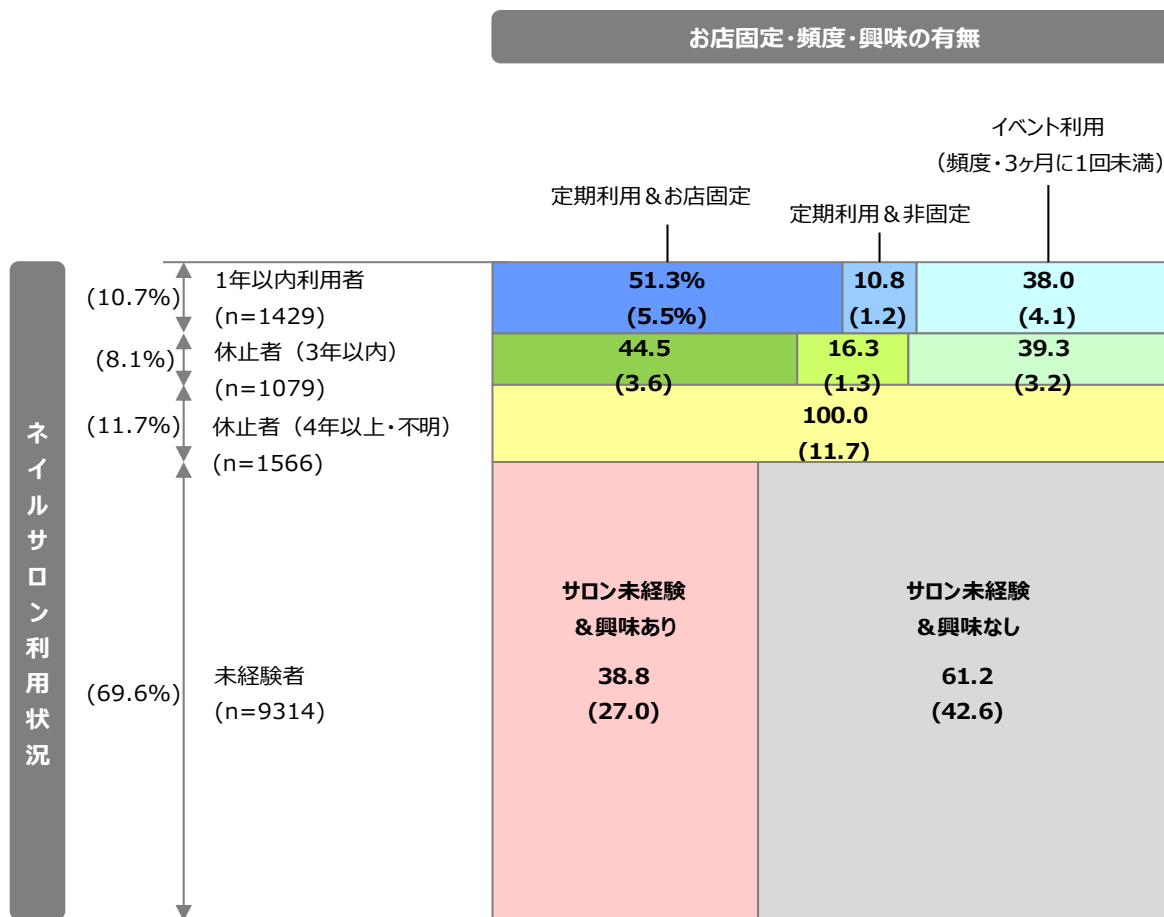 お店固定・頻度・興味の有無
イベント利用
(頻度・3ヶ月に1回未満)
定期利用＆お店固定
定期利用＆非固定
ネイルサロン利用状況
(10.7%)
1年以内利用者
(n=1429)
51.3%
(5.5%)
10.8
(1.2)
38.0
(4.1)
(8.1%)
休止者（3年以内）
(n=1079)
44.5
(3.6)
16.3
(1.3)
39.3
(3.2)
(11.7%)
休止者（4年以上・不明）
(n=1566)
100.0
(11.7)
(69.6%)
未経験者
(n=9314)
サロン未経験
＆興味あり
38.8
(27.0)
サロン未経験
＆興味なし
61.2
(42.6)